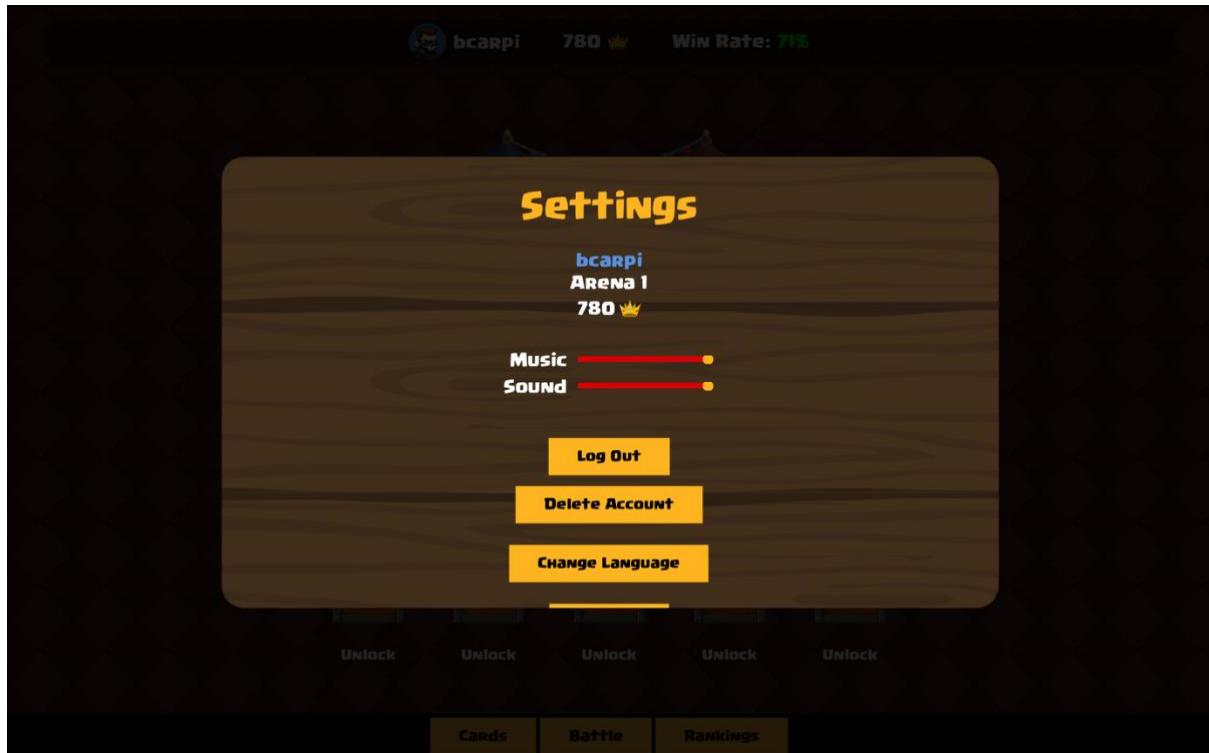 bcarpi 780 Win Rate: 71%
Settings
bcarpi
Arena 1
780
Music
Sound
Log Out
Delete Account
Change Language
Unlock Unlock Unlock Unlock Unlock
Cards Battle Rankings